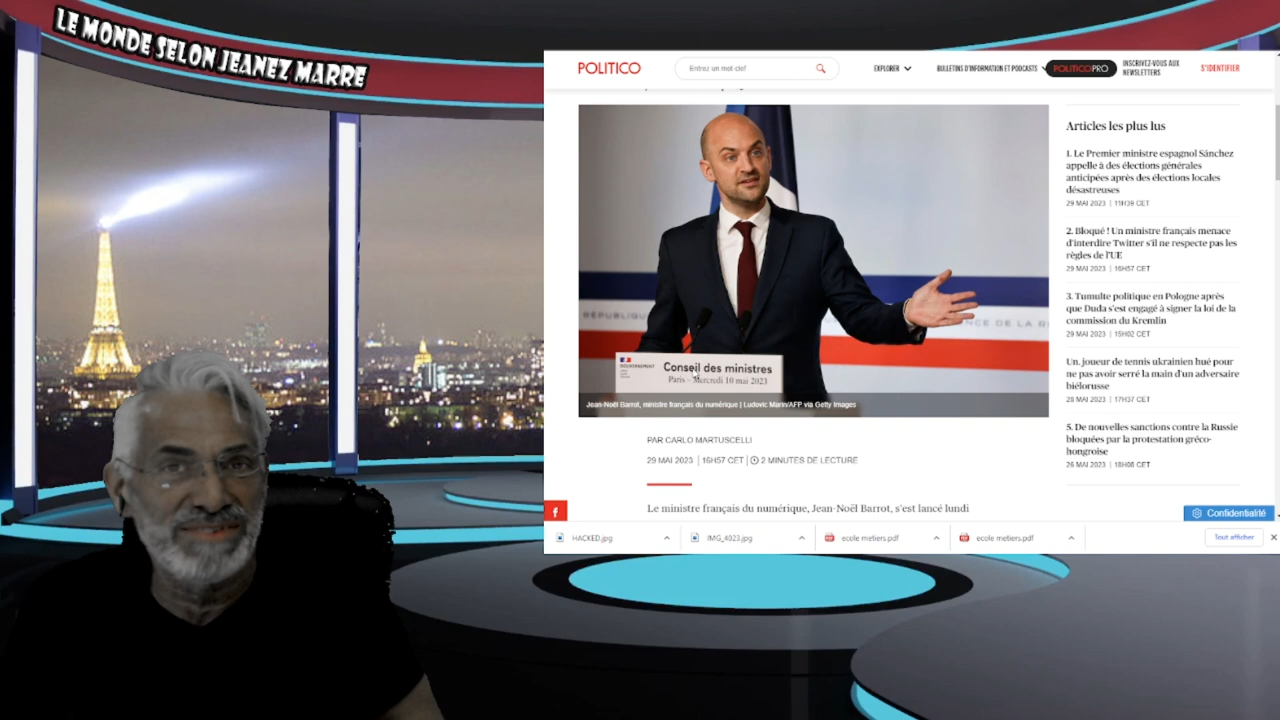 LE MONDE SELON JEANEZ MARRE
POLITICO
Entrez un mot clef
EXPLORER
BULLETINS D'INFORMATION ET PODCASTS
POLITICOPRO
INSCRIVEZ-VOUS AUX
NEWSLETTERS
S'IDENTIFIER
RÉPUBLIQU
GOUVERNEMENT
Conseil des ministres
Paris – Mercredi 10 mai 2023
Jean-Noël Barrot, ministre français du numérique | Ludovic Marin/AFP via Getty Images
PAR CARLO MARTUSCELLI
29 MAI 2023 | 16H57 CET | 2 MINUTES DE LECTURE
Le ministre français du numérique, Jean-Noël Barrot, s'est lancé lundi
Articles les plus lus
1. Le Premier ministre espagnol Sánchez
appelle à des élections générales
anticipées après des élections locales
désastreuses
29 MAI 2023 | 11H39 CET
2. Bloqué ! Un ministre français menace
d'interdire Twitter s'il ne respecte pas les
règles de l'UE
29 MAI 2023 | 16H57 CET
3. Tumulte politique en Pologne après
que Duda s'est engagé à signer la loi de la
commission du Kremlin
29 MAI 2023 | 15H02 CET
Un. joueur de tennis ukrainien hué pour
ne pas avoir serré la main d'un adversaire
biélorusse
28 MAI 2023 | 17H37 CET
5. De nouvelles sanctions contre la Russie
bloquées par la protestation gréco-
hongroise
26 MAI 2023 | 18H08 CET
Confidentialité
f
HACKED.jpg
IMG_4023.jpg
ecole metiers.pdf
ecole metiers.pdf
Tout afficher